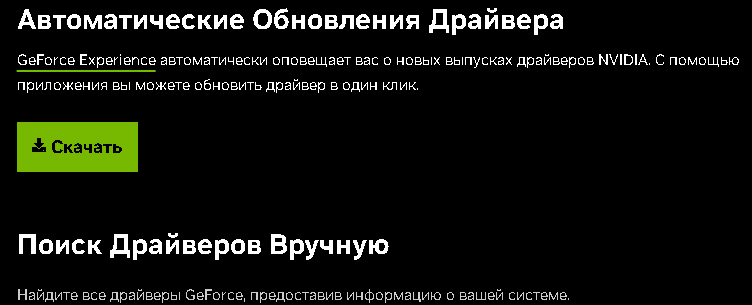 Автоматические Обновления Драйвера
GeForce Experience автоматически оповещает вас о новых выпусках драйверов NVIDIA. С помощью
приложения вы можете обновить драйвер в один клик.
Скачать
Поиск Драйверов Вручную
Найдите все драйверы GeForce, предоставив информацию о вашей системе.